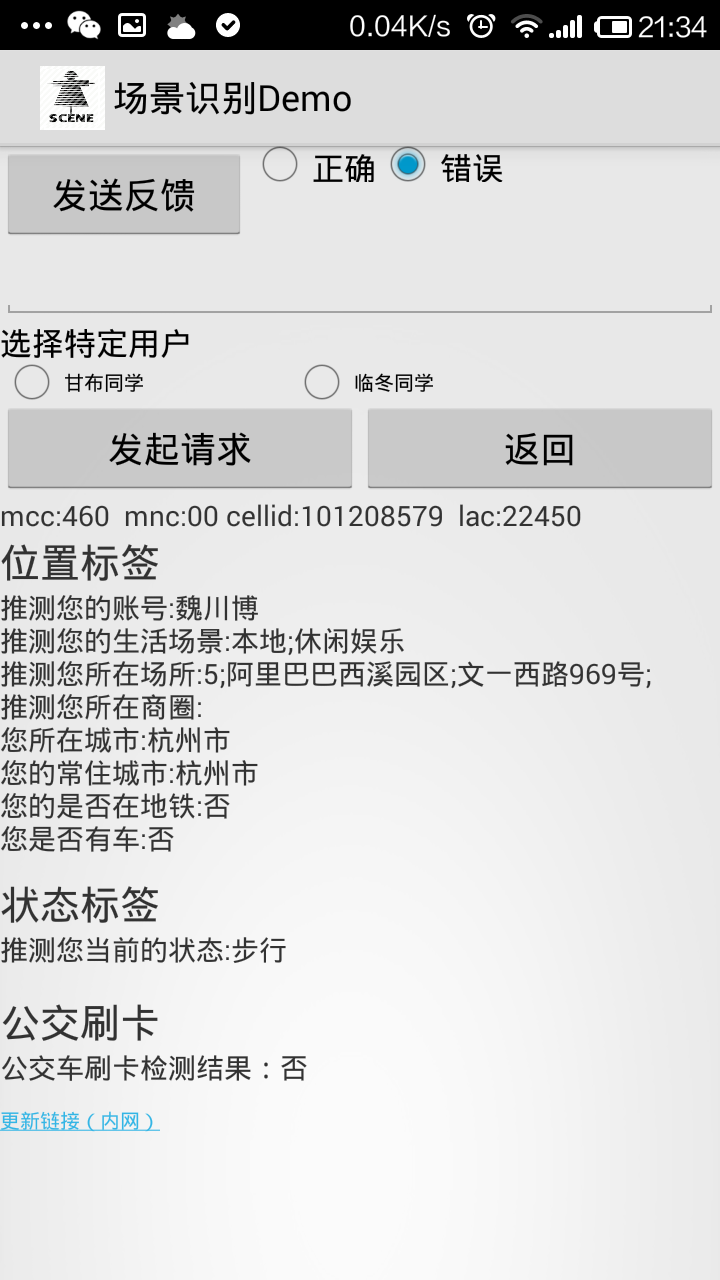 0.04K/s 21:34
SCENE
场景识别Demo
发送反馈 正确 错误
选择特定用户
甘布同学 临冬同学
发起请求 返回
mcc:460 mnc:00 cellid:101208579 lac:22450
位置标签
推测您的账号:魏川博
推测您的生活场景:本地;休闲娱乐
推测您所在场所:5;阿里巴巴西溪园区;文一西路969号;
推测您所在商圈:
您所在城市:杭州市
您的常住城市:杭州市
您的是否在地铁:否
您是否有车:否
状态标签
推测您当前的状态:步行
公交刷卡
公交车刷卡检测结果：否
更新链接（内网）